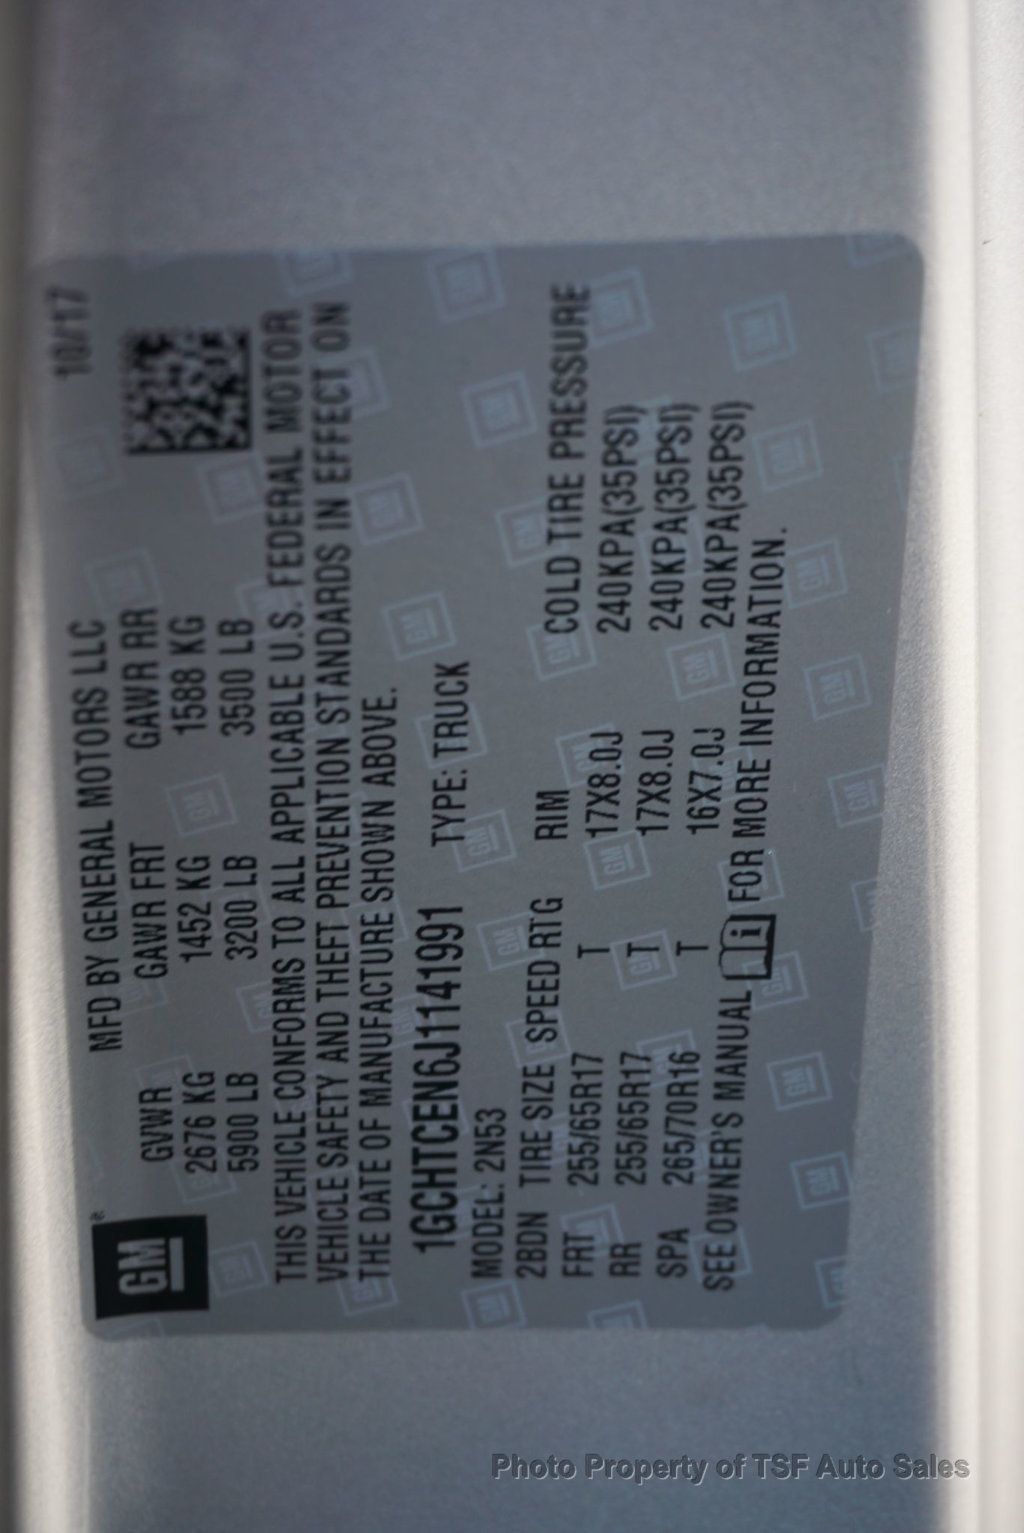 GM ® MFD BY GENERAL MOTORS LLC 10/17
GVWR GAWR FRT GAWR RR
2676 KG 1452 KG 1588 KG
5900 LB 3200 LB 3500 LB
THIS VEHICLE CONFORMS TO ALL APPLICABLE U.S. FEDERAL MOTOR
VEHICLE SAFETY AND THEFT PREVENTION STANDARDS IN EFFECT ON
THE DATE OF MANUFACTURE SHOWN ABOVE.
1GCHTCEN6J1141991 TYPE: TRUCK
MODEL: 2N53
2BDN TIRE SIZE SPEED RTG RIM COLD TIRE PRESSURE
FRT 255/65R17 T 17X8.0J 240KPA(35PSI)
RR 255/65R17 T 17X8.0J 240KPA(35PSI)
SPA 265/70R16 T 16X7.0J 240KPA(35PSI)
SEE OWNER'S MANUAL i FOR MORE INFORMATION.
Photo Property of TSF Auto Sales